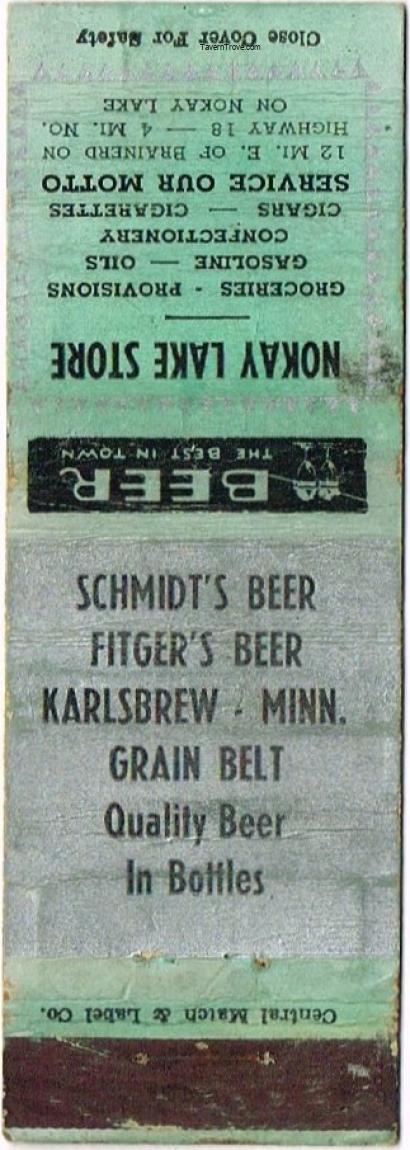 Close Cover For Safety
TavernTrove.com
NOKAY LAKE STORE
GROCERIES - PROVISIONS
GASOLINE — OILS
CONFECTIONERY
CIGARS — CIGARETTES
SERVICE OUR MOTTO
12 MI. E. OF BRAINERD ON
HIGHWAY 18 — 4 MI. NO.
ON NOKAY LAKE
BEER
THE BEST IN TOWN
SCHMIDT'S BEER
FITGER'S BEER
KARLSBREW - MINN.
GRAIN BELT
Quality Beer
In Bottles
Central Match & Label Co.